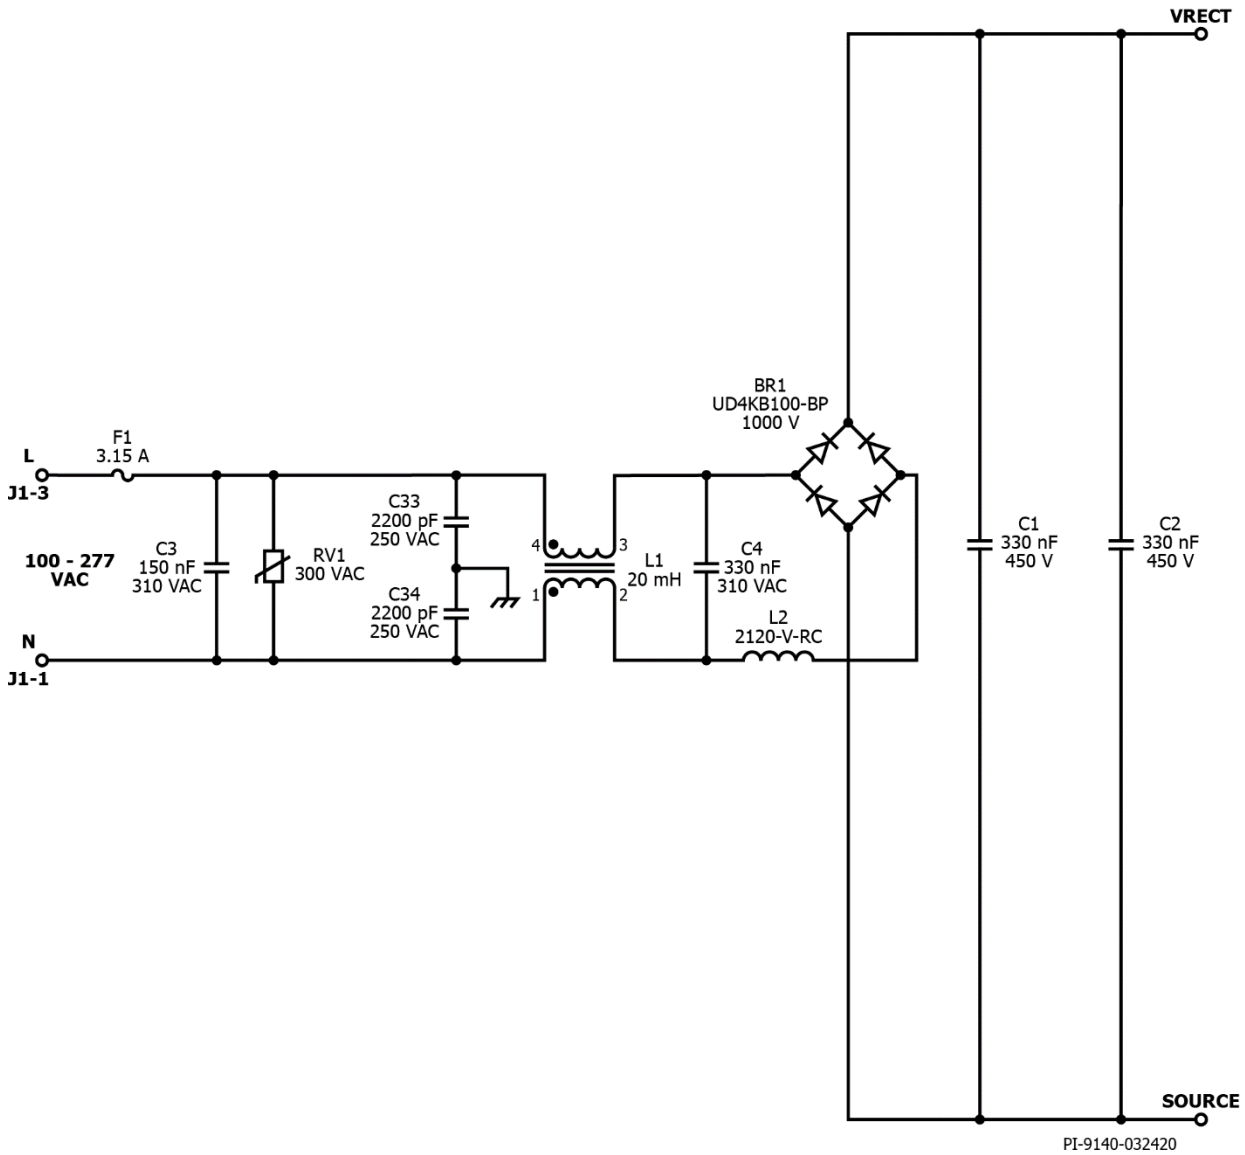 VRECT
BR1
UD4KB100-BP
1000 V
F1
3.15 A
L
J1-3
100 - 277
VAC
N
J1-1
C3
150 nF
310 VAC
RV1
300 VAC
C33
2200 pF
250 VAC
C34
2200 pF
250 VAC
4
3
1
2
L1
20 mH
C4
330 nF
310 VAC
L2
2120-V-RC
C1
330 nF
450 V
C2
330 nF
450 V
SOURCE
PI-9140-032420